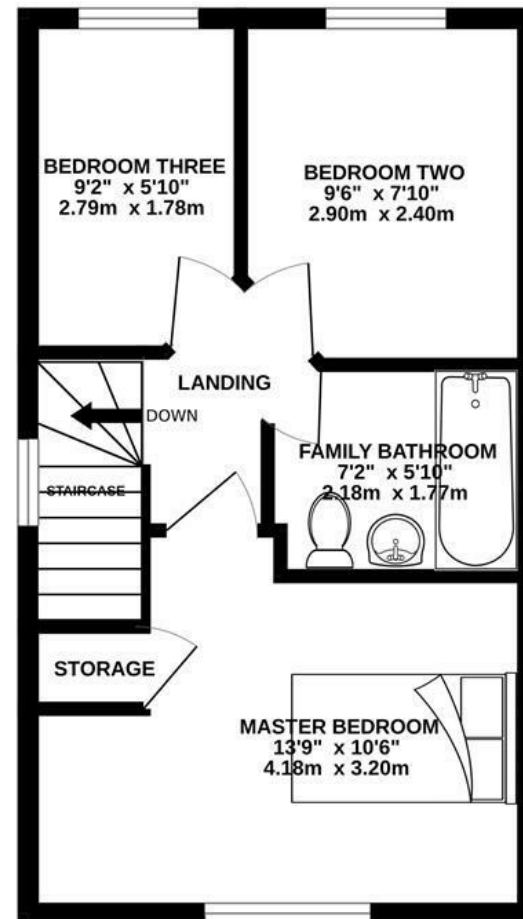 BEDROOM THREE
9'2" x 5'10"
2.79m x 1.78m
BEDROOM TWO
9'6" x 7'10"
2.90m x 2.40m
LANDING
DOWN
STAIRCASE
FAMILY BATHROOM
7'2" x 5'10"
2.18m x 1.77m
STORAGE
MASTER BEDROOM
13'9" x 10'6"
4.18m x 3.20m